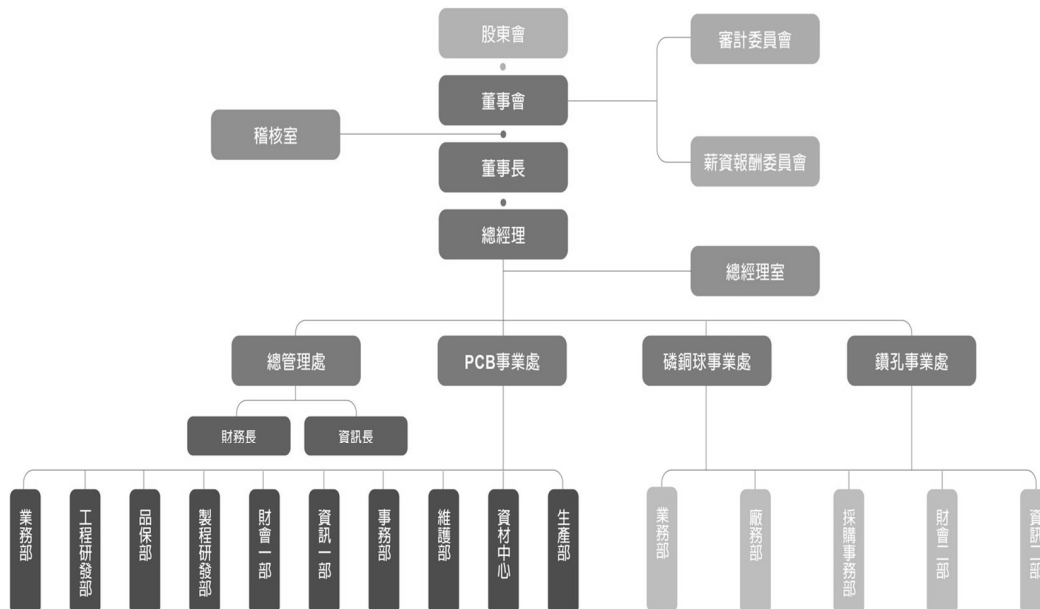 股東會
審計委員會
董事會
稽核室
董事長
薪資報酬委員會
總經理
總經理室
總管理處
PCB事業處
磷銅球事業處
鑽孔事業處
財務長
資訊長
業務部
工程研發部
品保部
製程研發部
財會一部
資訊一部
事務部
維護部
資材中心
生產部
業務部
廠務部
採購事務部
財會二部
資訊二部